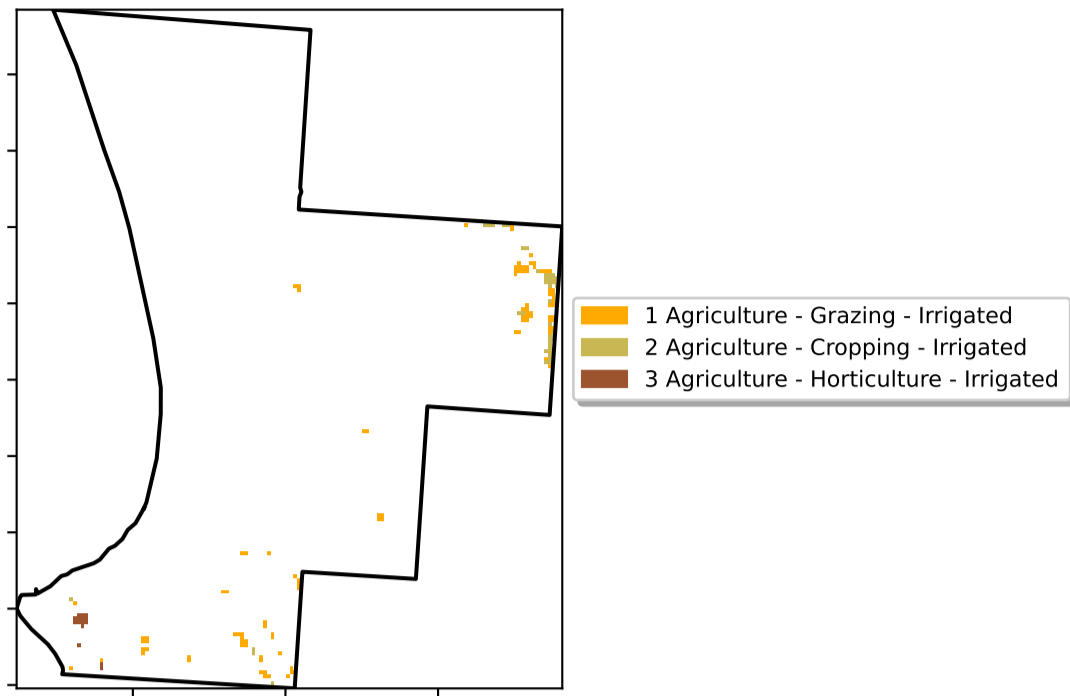 1 Agriculture - Grazing - Irrigated
2 Agriculture - Cropping - Irrigated
3 Agriculture - Horticulture - Irrigated